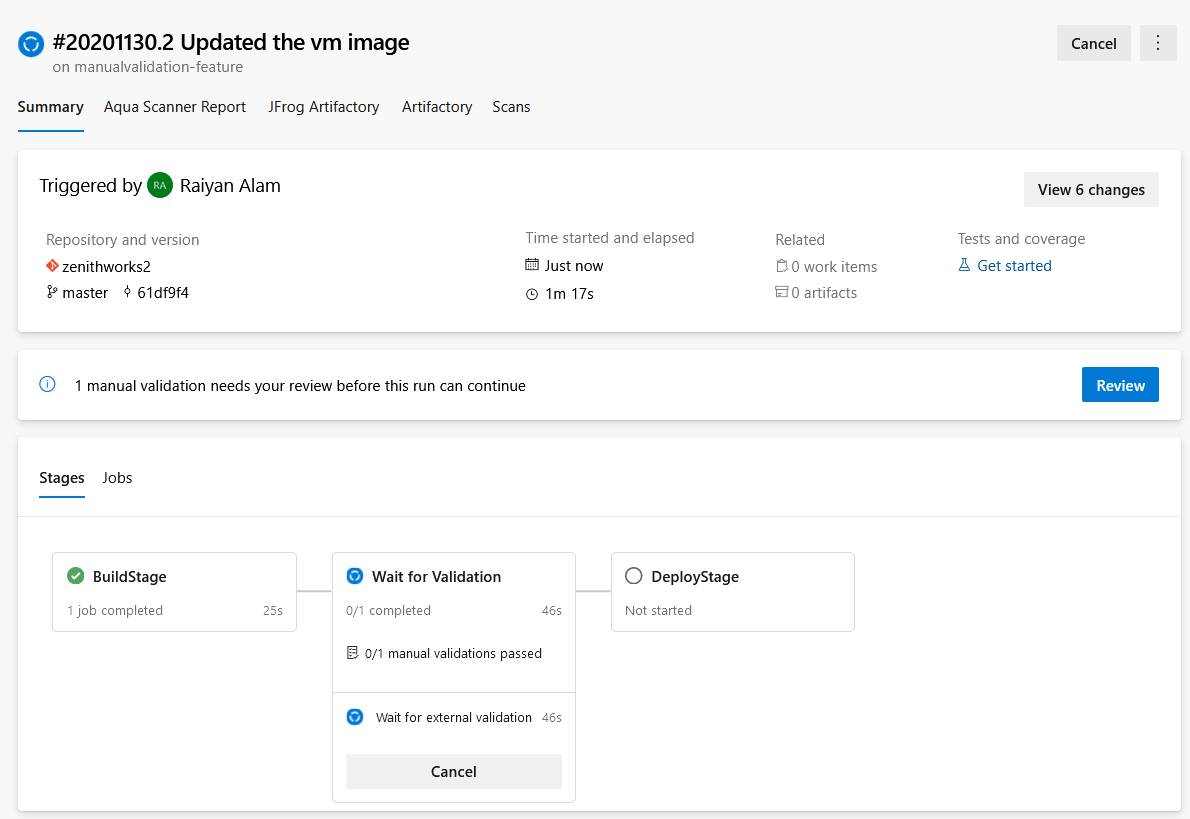 #20201130.2 Updated the vm image
on manualvalidation-feature
Cancel
Summary Aqua Scanner Report JFrog Artifactory Artifactory Scans
Triggered by RA Raiyan Alam
View 6 changes
Repository and version
zenithworks2
master 61df9f4
Time started and elapsed
Just now
1m 17s
Related
0 work items
0 artifacts
Tests and coverage
Get started
1 manual validation needs your review before this run can continue
Review
Stages Jobs
BuildStage
1 job completed 25s
Wait for Validation
0/1 completed 46s
0/1 manual validations passed
Wait for external validation 46s
Cancel
DeployStage
Not started